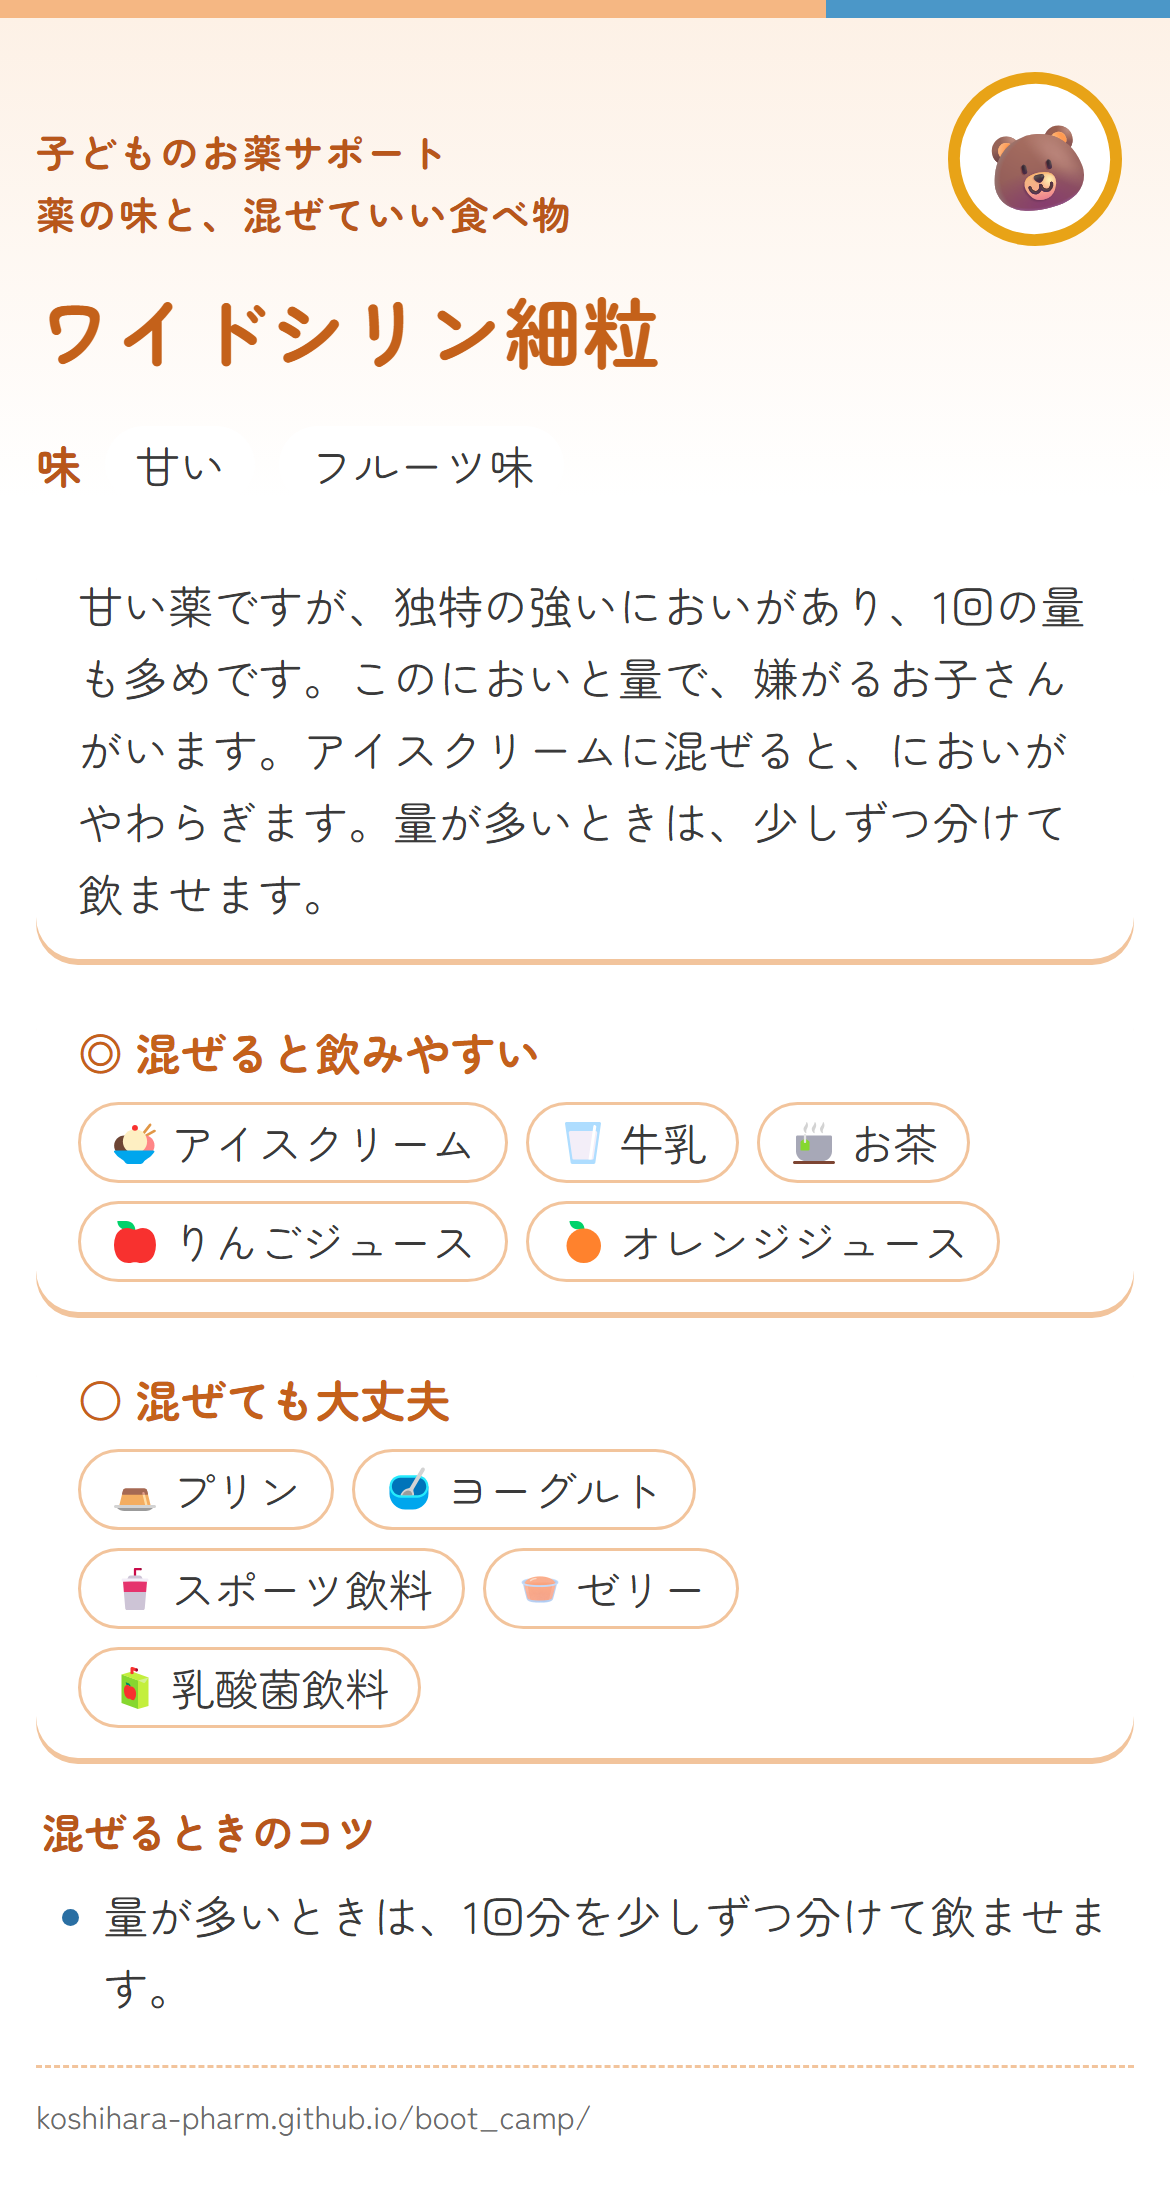 子どものお薬サポート
薬の味と、混ぜていい食べ物
ワイドシリン細粒
味 甘い フルーツ味
甘い薬ですが、独特の強いにおいがあり、1回の量
も多めです。このにおいと量で、嫌がるお子さん
がいます。アイスクリームに混ぜると、においが
やわらぎます。量が多いときは、少しずつ分けて
飲ませます。
◎ 混ぜると飲みやすい
アイスクリーム 牛乳 お茶
りんごジュース オレンジジュース
○ 混ぜても大丈夫
プリン ヨーグルト
スポーツ飲料 ゼリー
乳酸菌飲料
混ぜるときのコツ
量が多いときは、1回分を少しずつ分けて飲ませま
す。
koshihara-pharm.github.io/boot_camp/